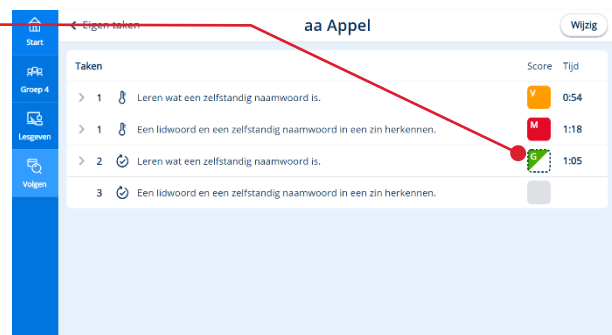 Start
Groep 4
Lesgeven
Volgen
Eigen taken
aa Appel
Wijzig
Taken Score Tijd
1 Leren wat een zelfstandig naamwoord is. V 0:54
1 Een lidwoord en een zelfstandig naamwoord in een zin herkennen. M 1:18
2 Leren wat een zelfstandig naamwoord is. G 1:05
3 Een lidwoord en een zelfstandig naamwoord in een zin herkennen.